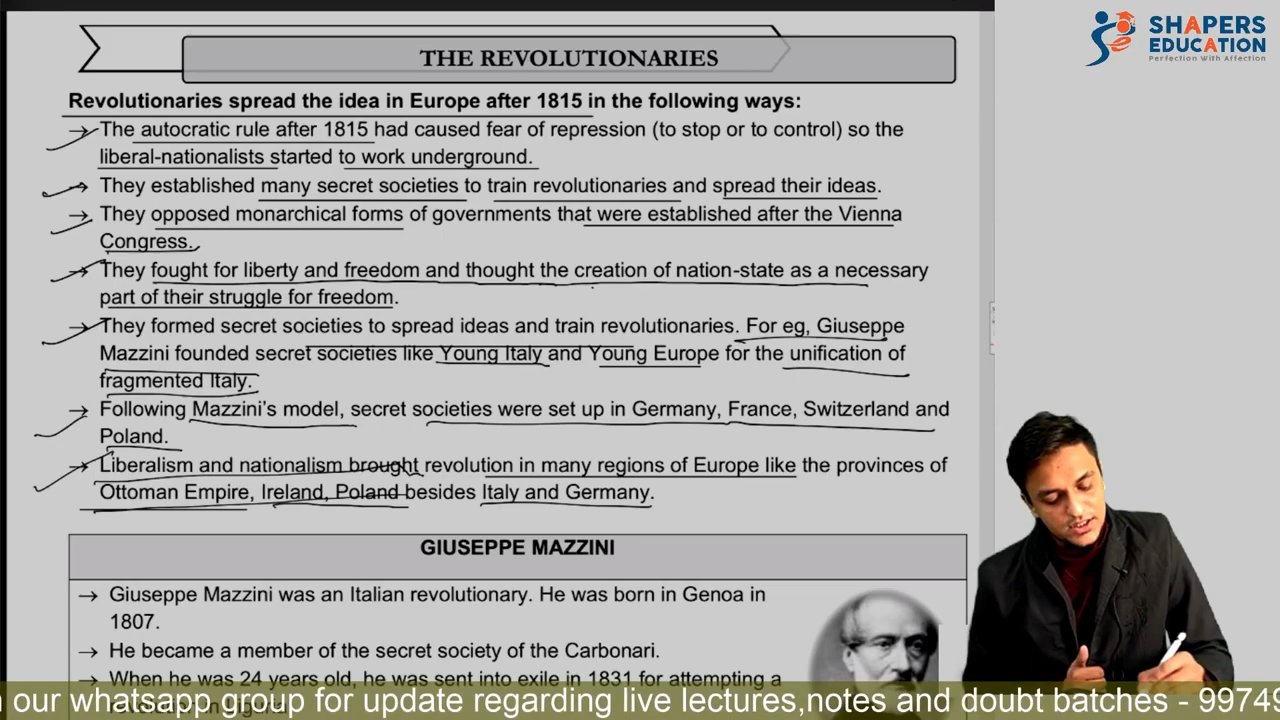 SHAPERS
EDUCATION
Perfection With Affection
THE REVOLUTIONARIES
Revolutionaries spread the idea in Europe after 1815 in the following ways:
→ The autocratic rule after 1815 had caused fear of repression (to stop or to control) so the
liberal-nationalists started to work underground.
→ They established many secret societies to train revolutionaries and spread their ideas.
→ They opposed monarchical forms of governments that were established after the Vienna
Congress.
→ They fought for liberty and freedom and thought the creation of nation-state as a necessary
part of their struggle for freedom.
→ They formed secret societies to spread ideas and train revolutionaries. For eg, Giuseppe
Mazzini founded secret societies like Young Italy and Young Europe for the unification of
fragmented Italy.
→ Following Mazzini's model, secret societies were set up in Germany, France, Switzerland and
Poland.
→ Liberalism and nationalism brought revolution in many regions of Europe like the provinces of
Ottoman Empire, Ireland, Poland besides Italy and Germany.
GIUSEPPE MAZZINI
→ Giuseppe Mazzini was an Italian revolutionary. He was born in Genoa in
1807.
→ He became a member of the secret society of the Carbonari.
→ When he was 24 years old, he was sent into exile in 1831 for attempting a
our whatsapp group for update regarding live lectures,notes and doubt batches - 99749